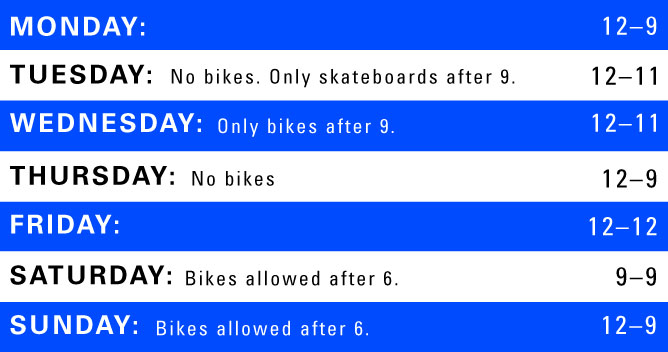 MONDAY: 12–9
TUESDAY: No bikes. Only skateboards after 9. 12–11
WEDNESDAY: Only bikes after 9. 12–11
THURSDAY: No bikes 12–9
FRIDAY: 12–12
SATURDAY: Bikes allowed after 6. 9–9
SUNDAY: Bikes allowed after 6. 12–9